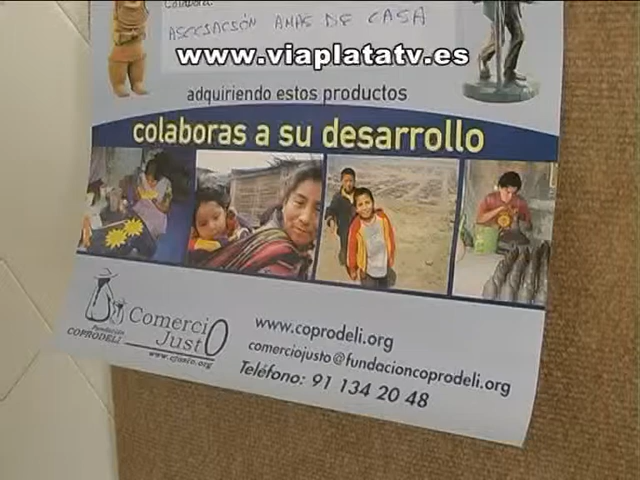 Colabora:
ASOCIACIÓN AMAS DE CASA
www.viaplatatv.es
adquiriendo estos productos
colaboras a su desarrollo
Fundación
COPRODELI
Comercio
Justo
www.cjusto.org
www.coprodeli.org
comerciojusto@fundacioncoprodeli.org
Teléfono: 91 134 20 48